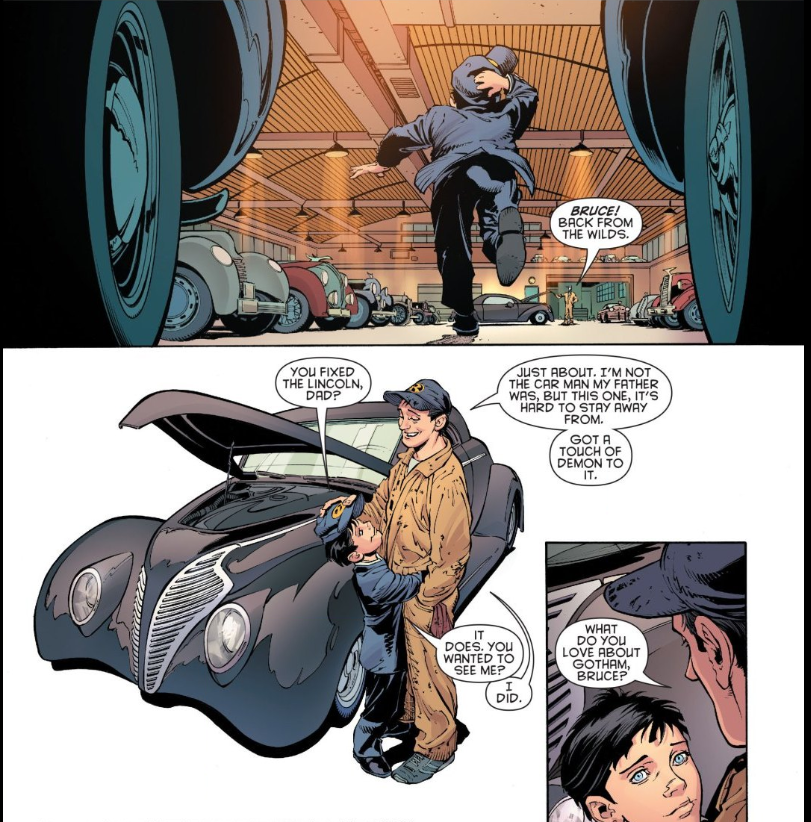 BRUCE!
BACK FROM
THE WILDS.
YOU FIXED
THE LINCOLN,
DAD?
JUST ABOUT. I'M NOT
THE CAR MAN MY FATHER
WAS, BUT THIS ONE, IT'S
HARD TO STAY AWAY
FROM.
GOT A
TOUCH OF
DEMON TO
IT.
IT
DOES. YOU
WANTED TO
SEE ME?
I
DID.
WHAT
DO YOU
LOVE ABOUT
GOTHAM,
BRUCE?